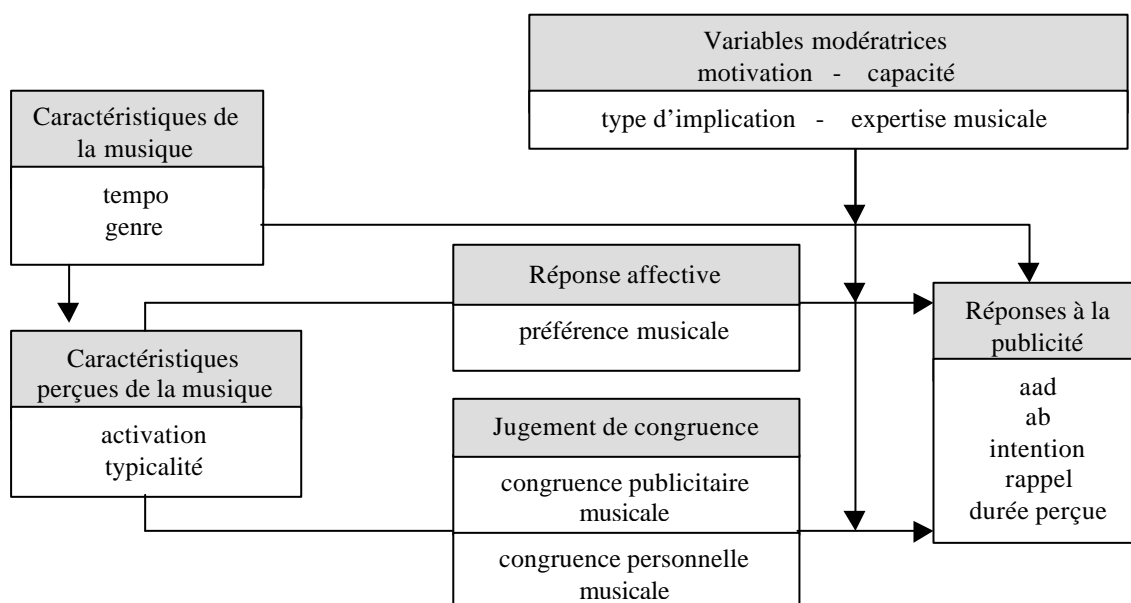 Variables modératrices
motivation - capacité
type d'implication - expertise musicale
Caractéristiques de
la musique
tempo
genre
Réponse affective
préférence musicale
Caractéristiques
perçues de la musique
activation
typicalité
Jugement de congruence
congruence publicitaire
musicale
congruence personnelle
musicale
Réponses à la
publicité
aad
ab
intention
rappel
durée perçue